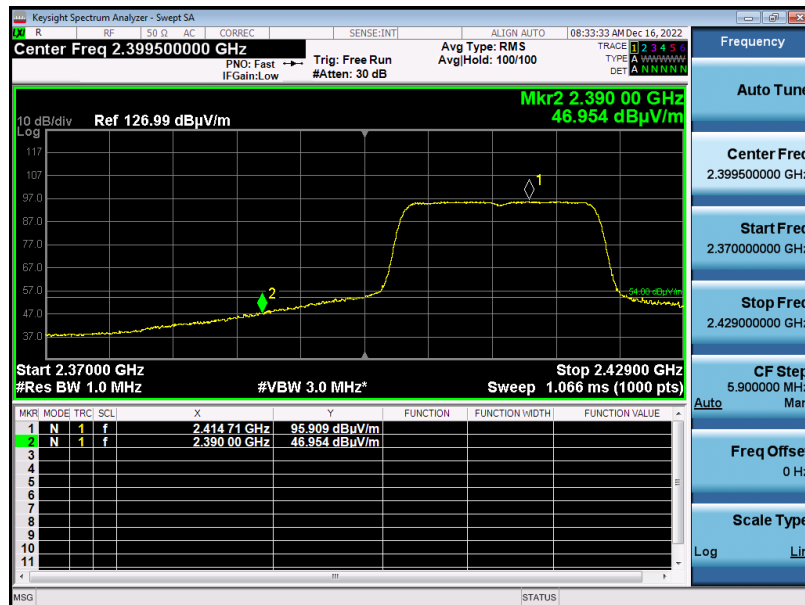 Keysight Spectrum Analyzer - Swept SA
LXI R RF 50 Ω AC CORREC SENSE:INT ALIGN AUTO 08:33:33 AM Dec 16, 2022
Center Freq 2.399500000 GHz
PNO: Fast
IFGain:Low
Trig: Free Run
#Atten: 30 dB
Avg Type: RMS
Avg|Hold: 100/100
TRACE 1 2 3 4 5 6
TYPE A WWWWW
DET A N N N N N
Mkr2 2.390 00 GHz
46.954 dBµV/m
10 dB/div Ref 126.99 dBµV/m
Log
117
107
97.0
87.0
77.0
67.0
57.0
47.0
37.0
1
2
54.00 dBµV/m
Start 2.37000 GHz Stop 2.42900 GHz
#Res BW 1.0 MHz #VBW 3.0 MHz* Sweep 1.066 ms (1000 pts)
MKR MODE TRC SCL X Y FUNCTION FUNCTION WIDTH FUNCTION VALUE
1 N 1 f 2.414 71 GHz 95.909 dBµV/m
2 N 1 f 2.390 00 GHz 46.954 dBµV/m
3
4
5
6
7
8
9
10
11
MSG STATUS
Frequency
Auto Tune
Center Freq
2.399500000 GHz
Start Freq
2.370000000 GHz
Stop Freq
2.429000000 GHz
CF Step
5.900000 MHz
Auto Man
Freq Offset
0 Hz
Scale Type
Log Lin